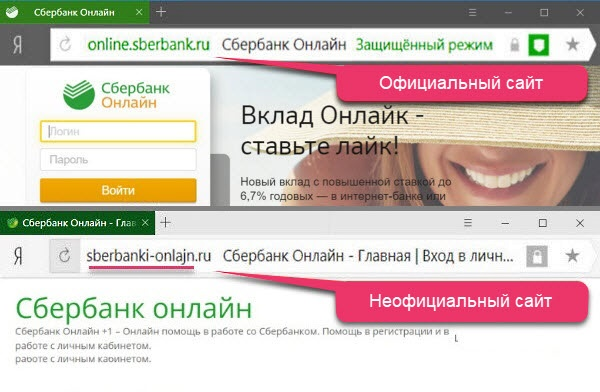 Сбербанк Онлайн
Я online.sberbank.ru Сбербанк Онлайн Защищённый режим
Официальный сайт
Сбербанк
Онлайн
Логин
Пароль
Войти
Вклад Онлайк -
ставьте лайк!
Новый вклад с повышенной ставкой до
6,7% годовых — в интернет-банке или
Сбербанк Онлайн - Глав
Я sberbanki-onlajn.ru Сбербанк Онлайн - Главная | Вход в личн...
Неофициальный сайт
Сбербанк онлайн
Сбербанк Онлайн +1 – Онлайн помощь в работе со Сбербанком. Помощь в регистрации и в
работе с личным кабинетом.
работе с личным кабинетом.